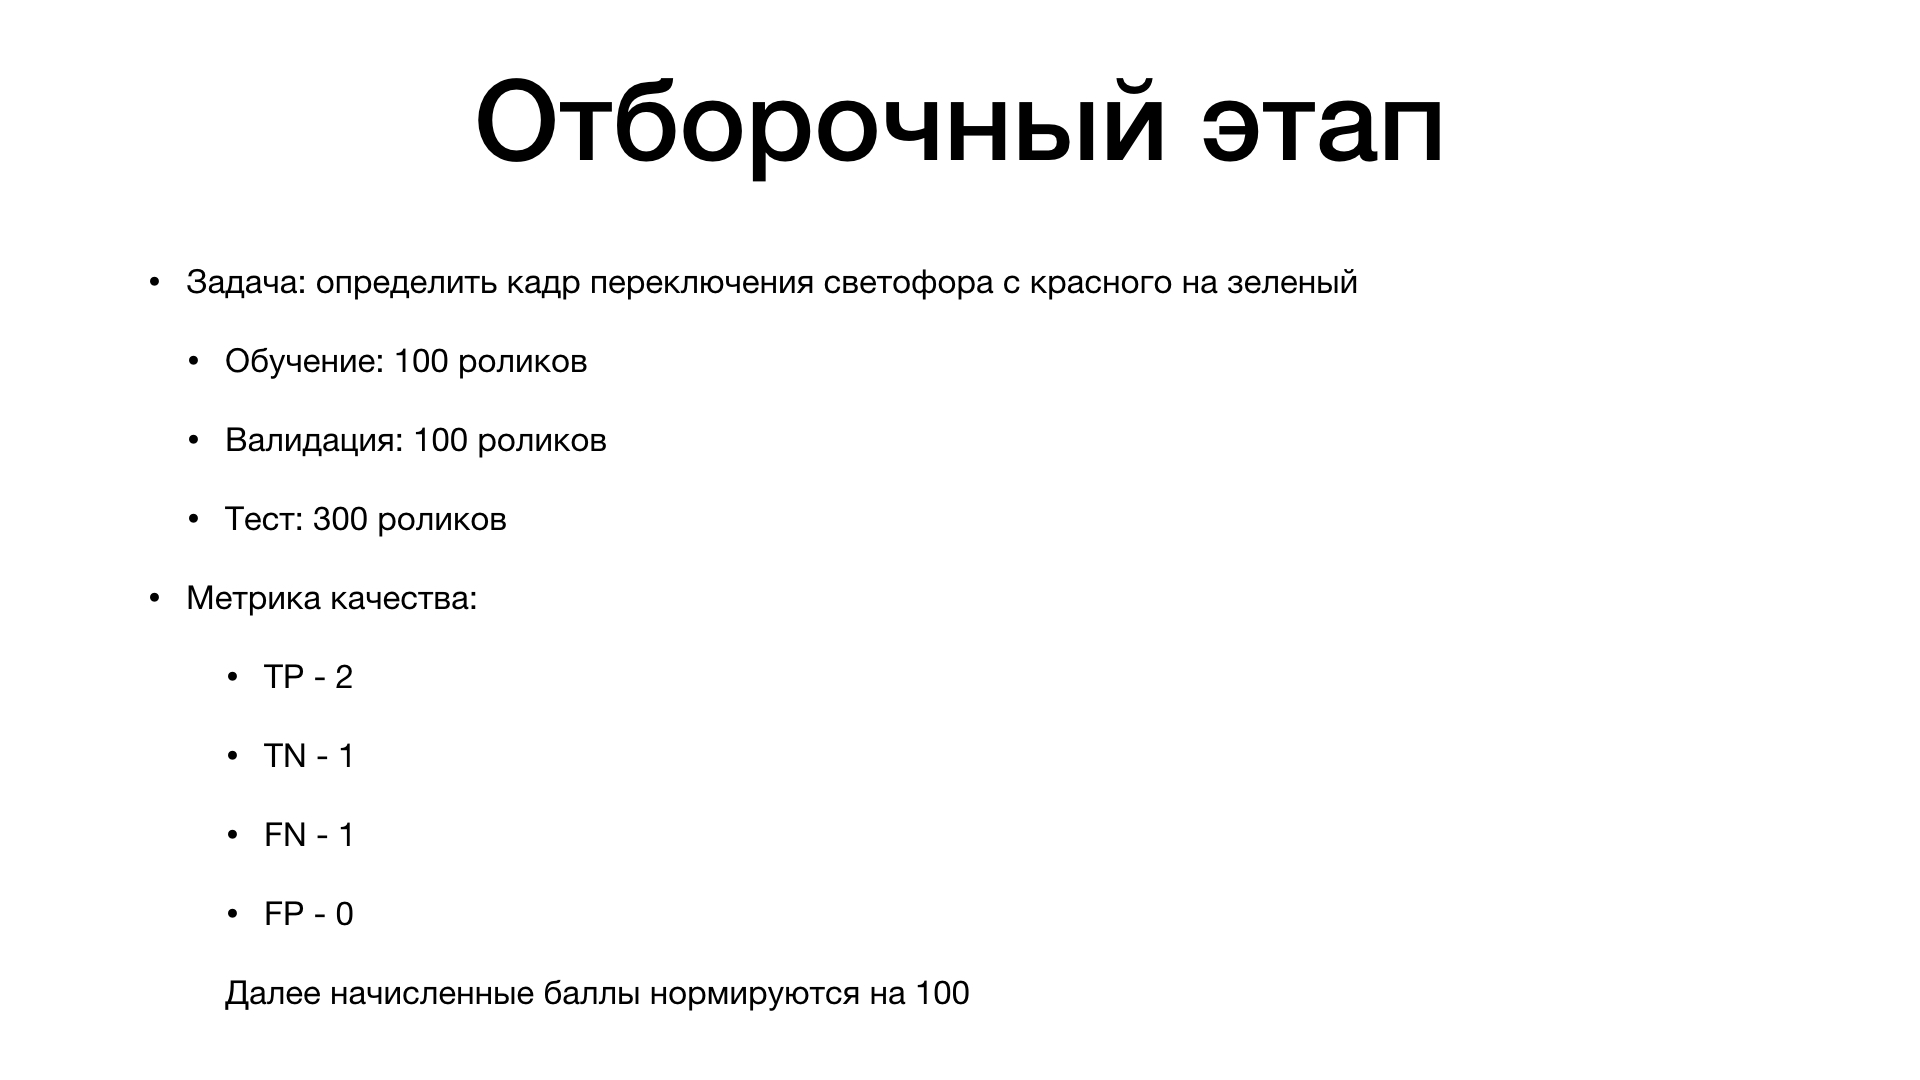 Отборочный этап
• Задача: определить кадр переключения светофора с красного на зеленый
• Обучение: 100 роликов
• Валидация: 100 роликов
• Тест: 300 роликов
• Метрика качества:
• TP - 2
• TN - 1
• FN - 1
• FP - 0
Далее начисленные баллы нормируются на 100